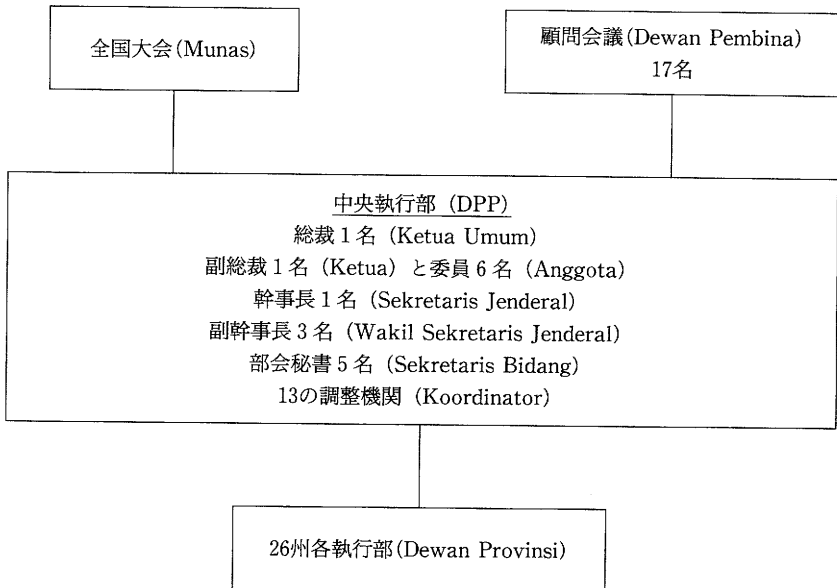 全国大会(Munas)
顧問会議(Dewan Pembina)
17名
中央執行部 (DPP)
総裁1名 (Ketua Umum)
副総裁1名 (Ketua) と委員6名 (Anggota)
幹事長1名 (Sekretaris Jenderal)
副幹事長3名 (Wakil Sekretaris Jenderal)
部会秘書5名 (Sekretaris Bidang)
13の調整機関 (Koordinator)
26州各執行部(Dewan Provinsi)